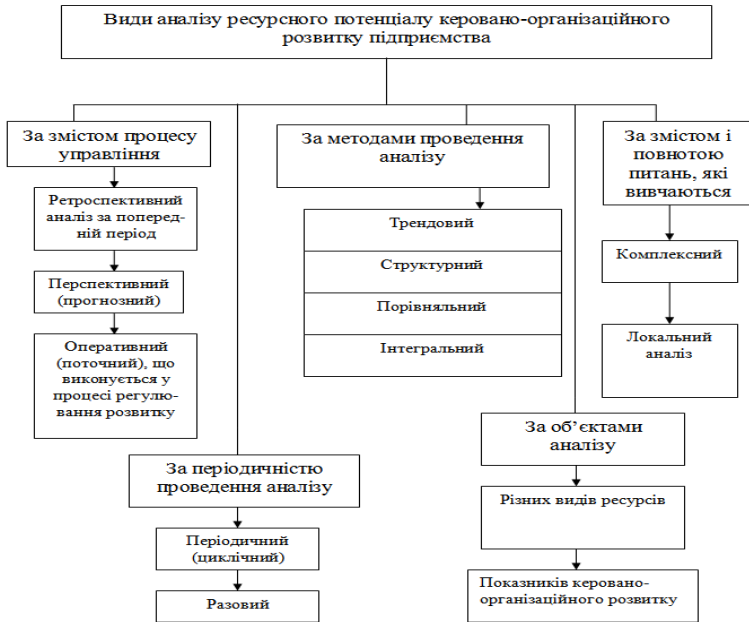 Види аналізу ресурсного потенціалу керовано-організаційного
розвитку підприємства
За змістом процесу
управління
Ретроспективний
аналіз за поперед-
ній період
Перспективний
(прогнозний)
Оперативний
(поточний), що
виконується у
процесі регулю-
вання розвитку
За періодичністю
проведення аналізу
Періодичний
(циклічний)
Разовий
За методами проведення
аналізу
Трендовий
Структурний
Порівняльний
Інтегральний
За об’єктами
аналізу
Різних видів ресурсів
Показників керовано-
організаційного розвитку
За змістом і
повнотою
питань, які
вивчаються
Комплексний
Локальний
аналіз